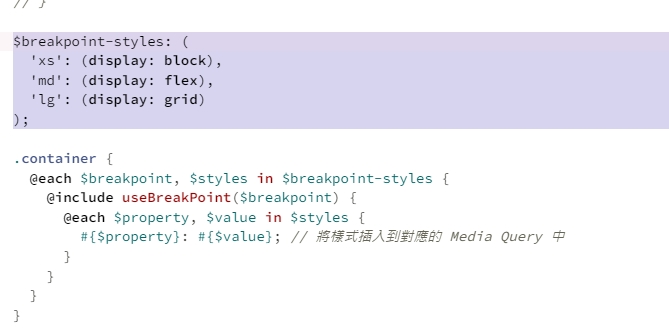 // }
$breakpoint-styles: (
  'xs': (display: block),
  'md': (display: flex),
  'lg': (display: grid)
);
.container {
  @each $breakpoint, $styles in $breakpoint-styles {
    @include useBreakPoint($breakpoint) {
      @each $property, $value in $styles {
        #{$property}: #{$value}; // 將樣式插入到對應的 Media Query 中
      }
    }
  }
}